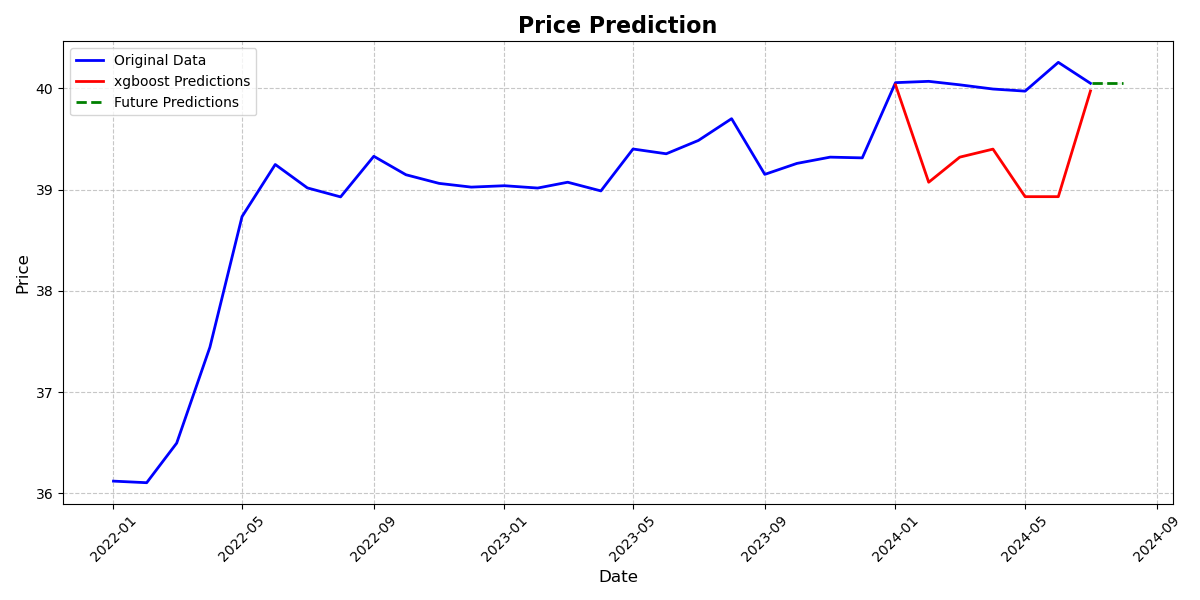 Price Prediction
Original Data
xgboost Predictions
Future Predictions
Price
40
39
38
37
36
2022-01
2022-05
2022-09
2023-01
2023-05
2023-09
2024-01
2024-05
2024-09
Date